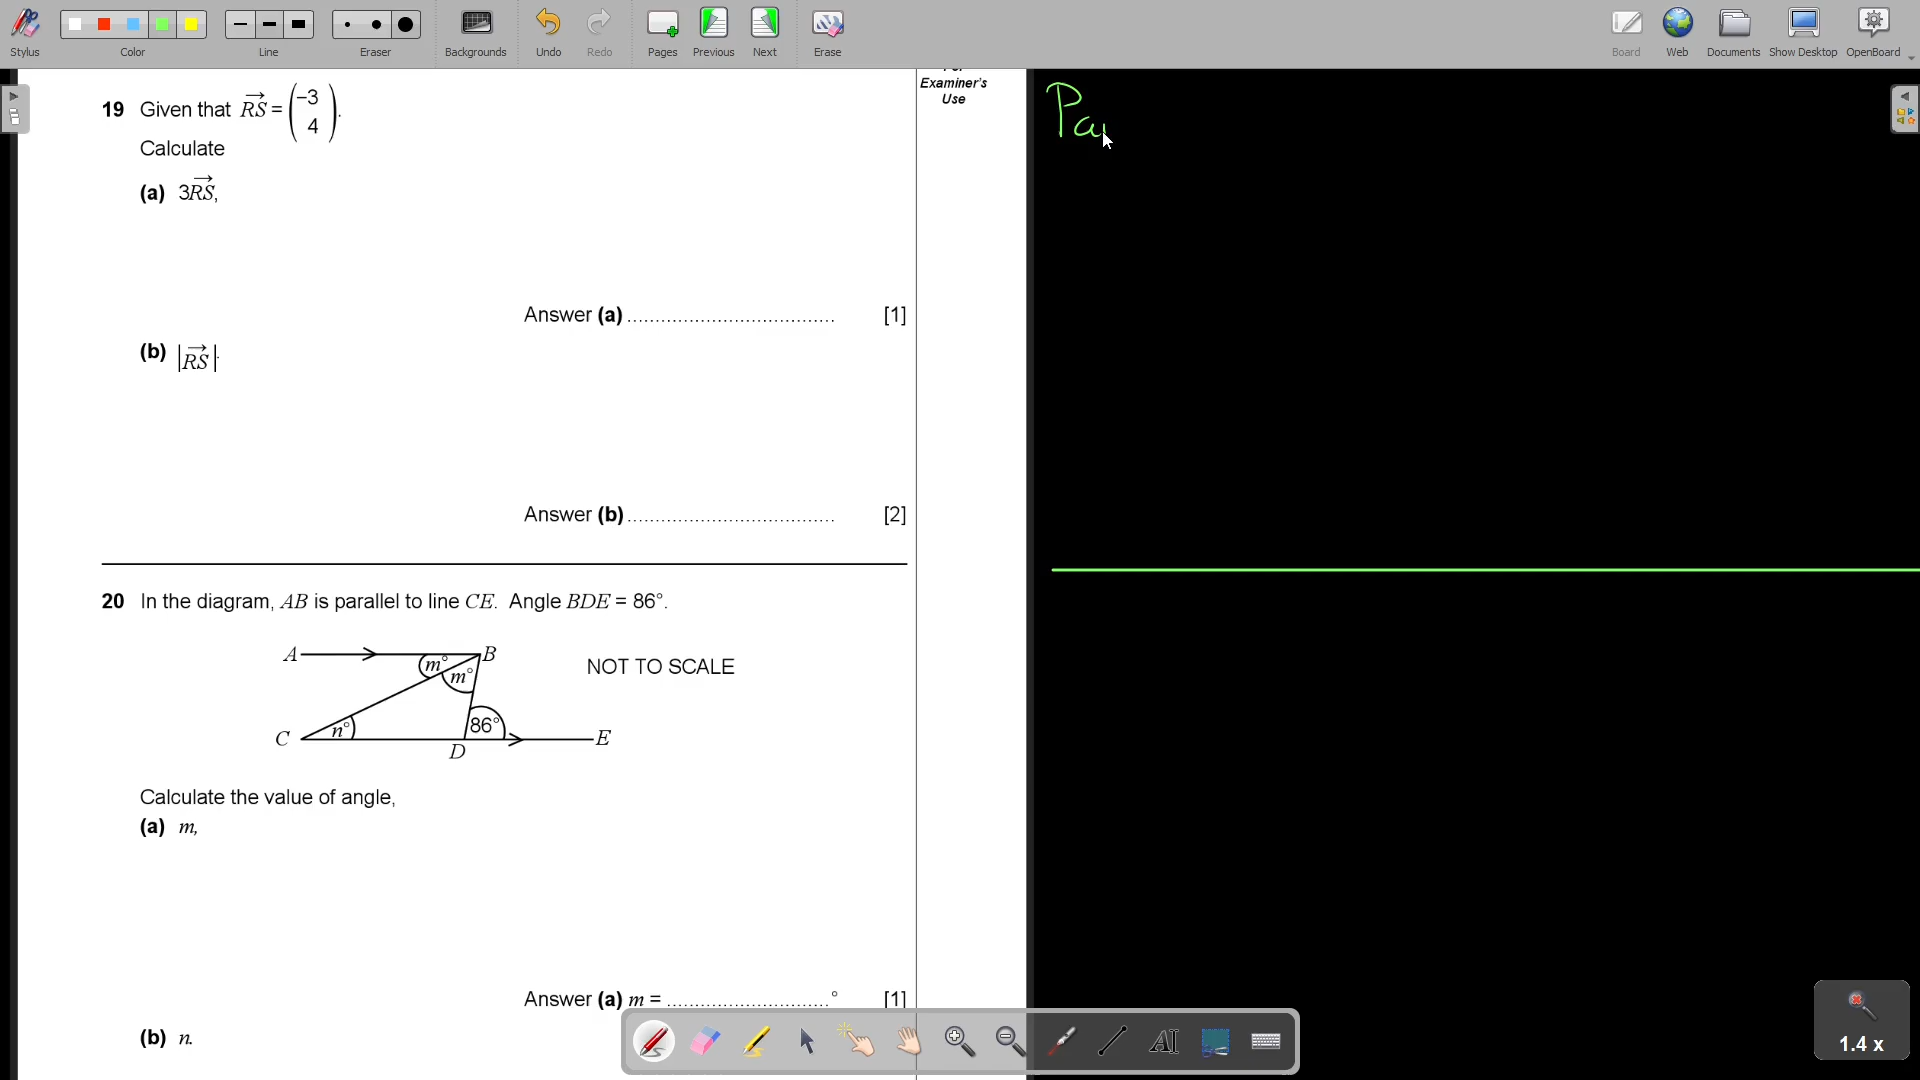 Stylus
Color
Line
Eraser
Backgrounds
Undo
Redo
Pages
Previous
Next
Erase
Board
Web
Documents
Show Desktop
OpenBoard
Examiner's
Use
19 Given that RS = (−3
4).
Calculate
(a) 3RS,
Answer (a) .................................... [1]
(b) |RS|.
Answer (b) .................................... [2]
20 In the diagram, AB is parallel to line CE. Angle BDE = 86°.
A
B
m°
m°
NOT TO SCALE
n°
86°
C
D
E
Calculate the value of angle,
(a) m,
Answer (a) m = ............................° [1]
(b) n.
Pa
1.4 x